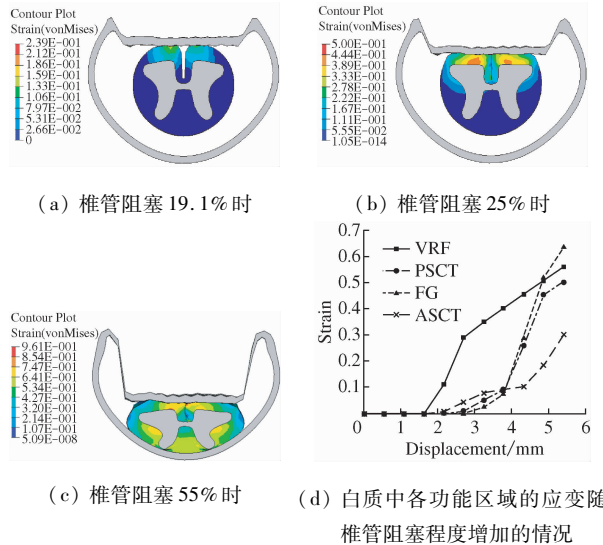 Contour Plot
Strain(vonMises)
2.39E-001
2.12E-001
1.86E-001
1.59E-001
1.33E-001
1.06E-001
7.97E-002
5.31E-002
2.66E-002
0
(a) 椎管阻塞 19.1% 时
Contour Plot
Strain(vonMises)
5.00E-001
4.44E-001
3.89E-001
3.33E-001
2.78E-001
2.22E-001
1.67E-001
1.11E-001
5.55E-002
1.05E-014
(b) 椎管阻塞 25% 时
Contour Plot
Strain(vonMises)
9.61E-001
8.54E-001
7.47E-001
6.41E-001
5.34E-001
4.27E-001
3.20E-001
2.14E-001
1.07E-001
5.09E-008
(c) 椎管阻塞 55% 时
VRF
PSCT
FG
ASCT
Strain
0.7
0.6
0.5
0.4
0.3
0.2
0.1
0 1 2 3 4 5 6
Displacement/mm
(d) 白质中各功能区域的应变随
椎管阻塞程度增加的情况